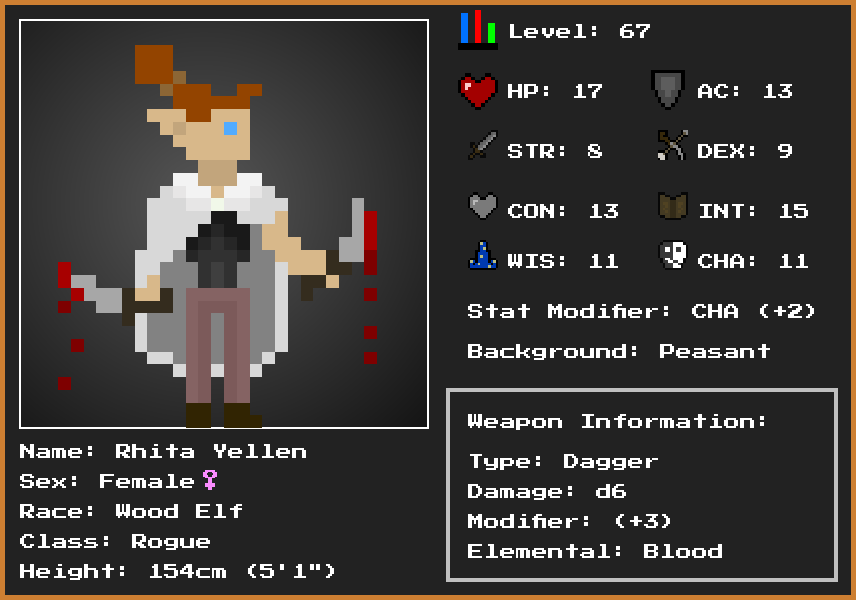 Level: 67
HP: 17
AC: 13
STR: 8
DEX: 9
CON: 13
INT: 15
WIS: 11
CHA: 11
Stat Modifier: CHA (+2)
Background: Peasant
Weapon Information:
Type: Dagger
Damage: d6
Modifier: (+3)
Elemental: Blood
Name: Rhita Yellen
Sex: Female♀
Race: Wood Elf
Class: Rogue
Height: 154cm (5'1")